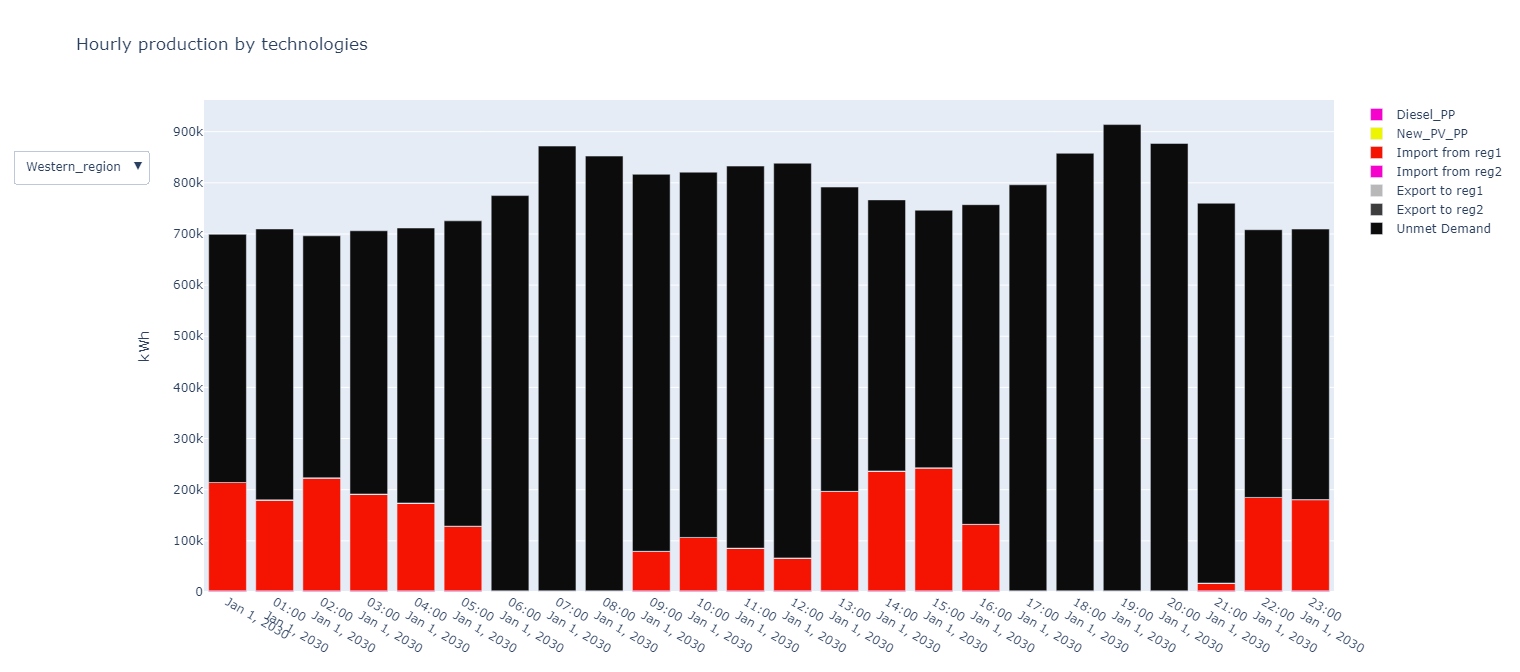 Hourly production by technologies
Western_region ▼
kWh
900k
800k
700k
600k
500k
400k
300k
200k
100k
0
Jan 1, 2030
01:00
Jan 1, 2030
02:00
Jan 1, 2030
03:00
Jan 1, 2030
04:00
Jan 1, 2030
05:00
Jan 1, 2030
06:00
Jan 1, 2030
07:00
Jan 1, 2030
08:00
Jan 1, 2030
09:00
Jan 1, 2030
10:00
Jan 1, 2030
11:00
Jan 1, 2030
12:00
Jan 1, 2030
13:00
Jan 1, 2030
14:00
Jan 1, 2030
15:00
Jan 1, 2030
16:00
Jan 1, 2030
17:00
Jan 1, 2030
18:00
Jan 1, 2030
19:00
Jan 1, 2030
20:00
Jan 1, 2030
21:00
Jan 1, 2030
22:00
Jan 1, 2030
23:00
Jan 1, 2030
Diesel_PP
New_PV_PP
Import from reg1
Import from reg2
Export to reg1
Export to reg2
Unmet Demand